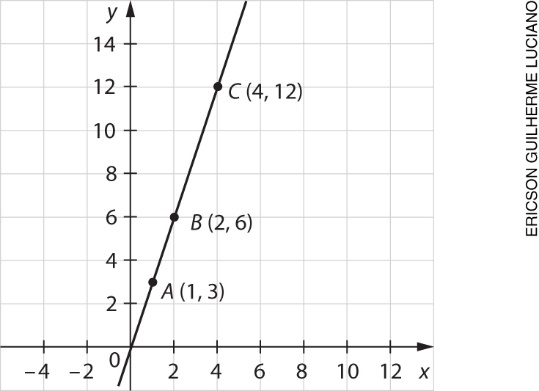 y
14
12
C (4, 12)
10
8
6
B (2, 6)
4
A (1, 3)
2
0
–4 –2 2 4 6 8 10 12 x
ERICSON GUILHERME LUCIANO